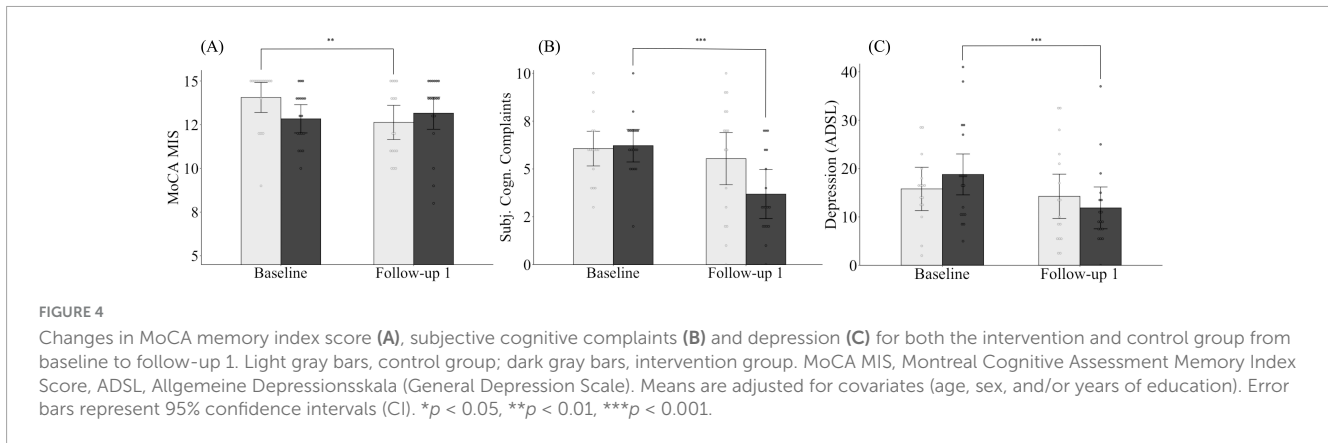 (A)
**
MoCA MIS
15
12
10
8
5
Baseline Follow-up 1
(B)
***
Subj. Cogn. Complaints
10
8
5
2
0
Baseline Follow-up 1
(C)
***
Depression (ADSL)
40
30
20
10
0
Baseline Follow-up 1
FIGURE 4
Changes in MoCA memory index score (A), subjective cognitive complaints (B) and depression (C) for both the intervention and control group from
baseline to follow-up 1. Light gray bars, control group; dark gray bars, intervention group. MoCA MIS, Montreal Cognitive Assessment Memory Index
Score, ADSL, Allgemeine Depressionsskala (General Depression Scale). Means are adjusted for covariates (age, sex, and/or years of education). Error
bars represent 95% confidence intervals (CI). *p < 0.05, **p < 0.01, ***p < 0.001.